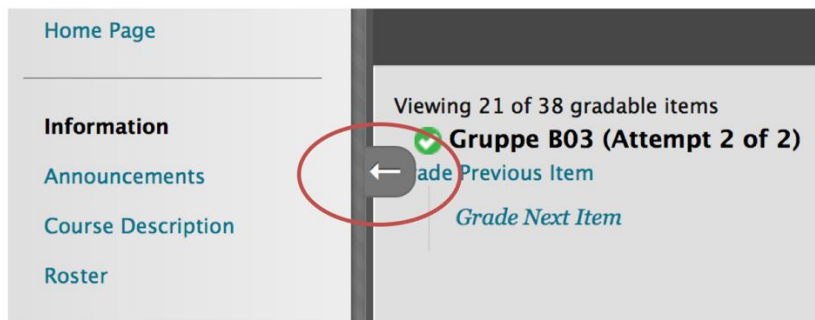 Home Page
Information
Announcements
Course Description
Roster
Viewing 21 of 38 gradable items
Gruppe B03 (Attempt 2 of 2)
ade Previous Item
Grade Next Item